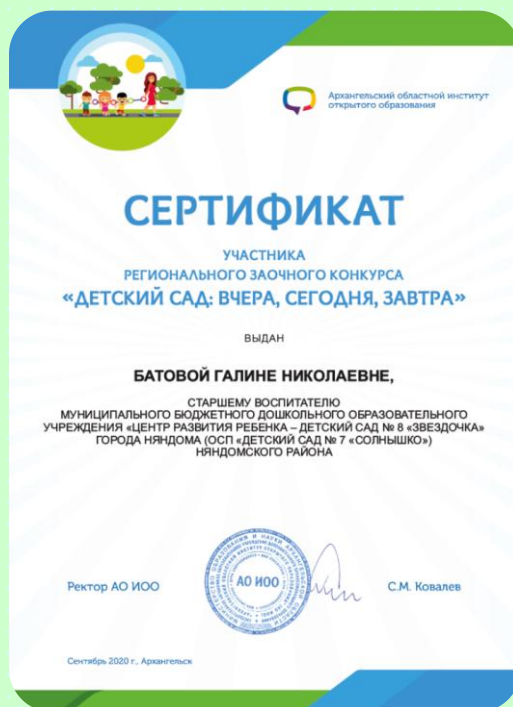 Архангельский областной институт
открытого образования
СЕРТИФИКАТ
УЧАСТНИКА
РЕГИОНАЛЬНОГО ЗАОЧНОГО КОНКУРСА
«ДЕТСКИЙ САД: ВЧЕРА, СЕГОДНЯ, ЗАВТРА»
ВЫДАН
БАТОВОЙ ГАЛИНЕ НИКОЛАЕВНЕ,
СТАРШЕМУ ВОСПИТАТЕЛЮ
МУНИЦИПАЛЬНОГО БЮДЖЕТНОГО ДОШКОЛЬНОГО ОБРАЗОВАТЕЛЬНОГО
УЧРЕЖДЕНИЯ «ЦЕНТР РАЗВИТИЯ РЕБЕНКА – ДЕТСКИЙ САД № 8 «ЗВЕЗДОЧКА»
ГОРОДА НЯНДОМА (ОСП «ДЕТСКИЙ САД № 7 «СОЛНЫШКО»)
НЯНДОМСКОГО РАЙОНА
Ректор АО ИОО
АО ИОО
С.М. Ковалев
Сентябрь 2020 г., Архангельск